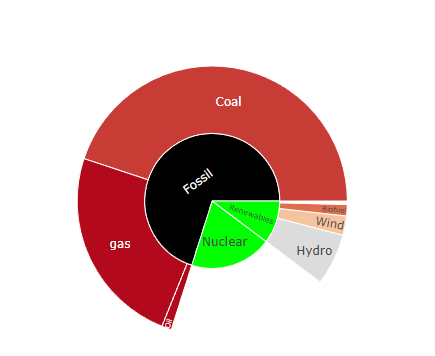 Coal
Fossil
Renewables
Biofuel
Wind
Nuclear
Hydro
gas